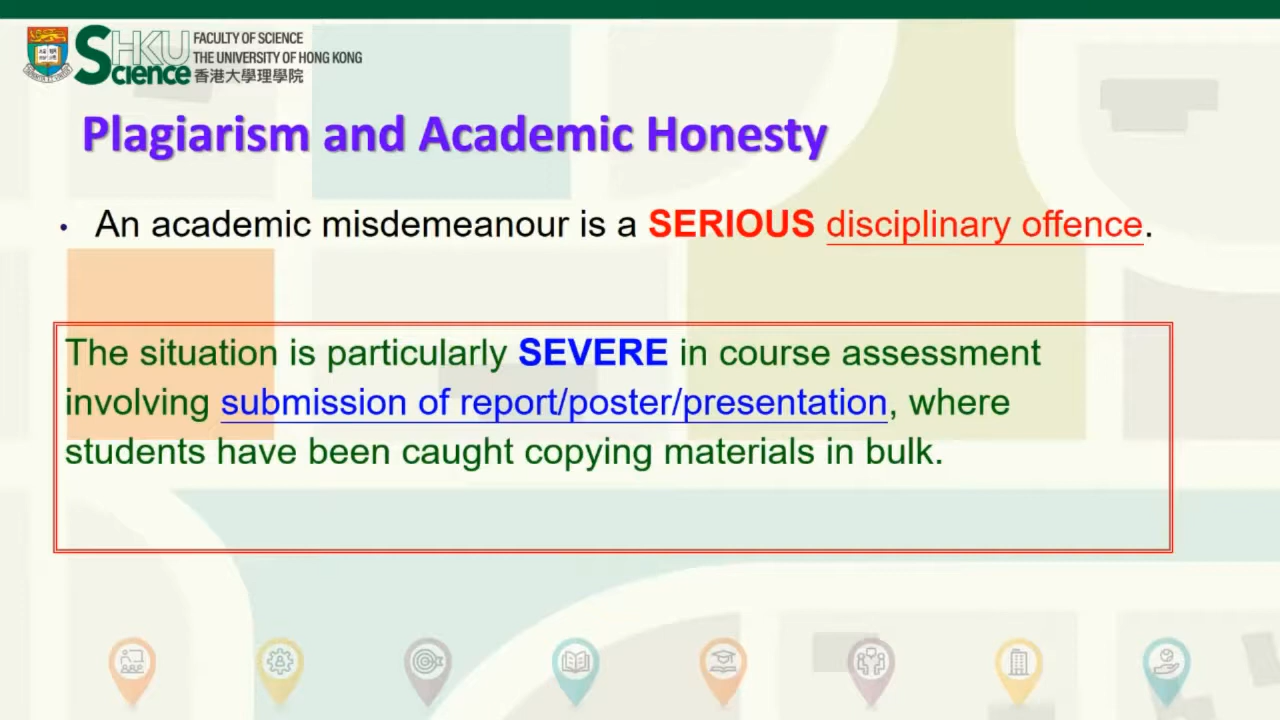 SHKU
Science
FACULTY OF SCIENCE
THE UNIVERSITY OF HONG KONG
香港大學理學院
Plagiarism and Academic Honesty
• An academic misdemeanour is a SERIOUS disciplinary offence.
The situation is particularly SEVERE in course assessment
involving submission of report/poster/presentation, where
students have been caught copying materials in bulk.